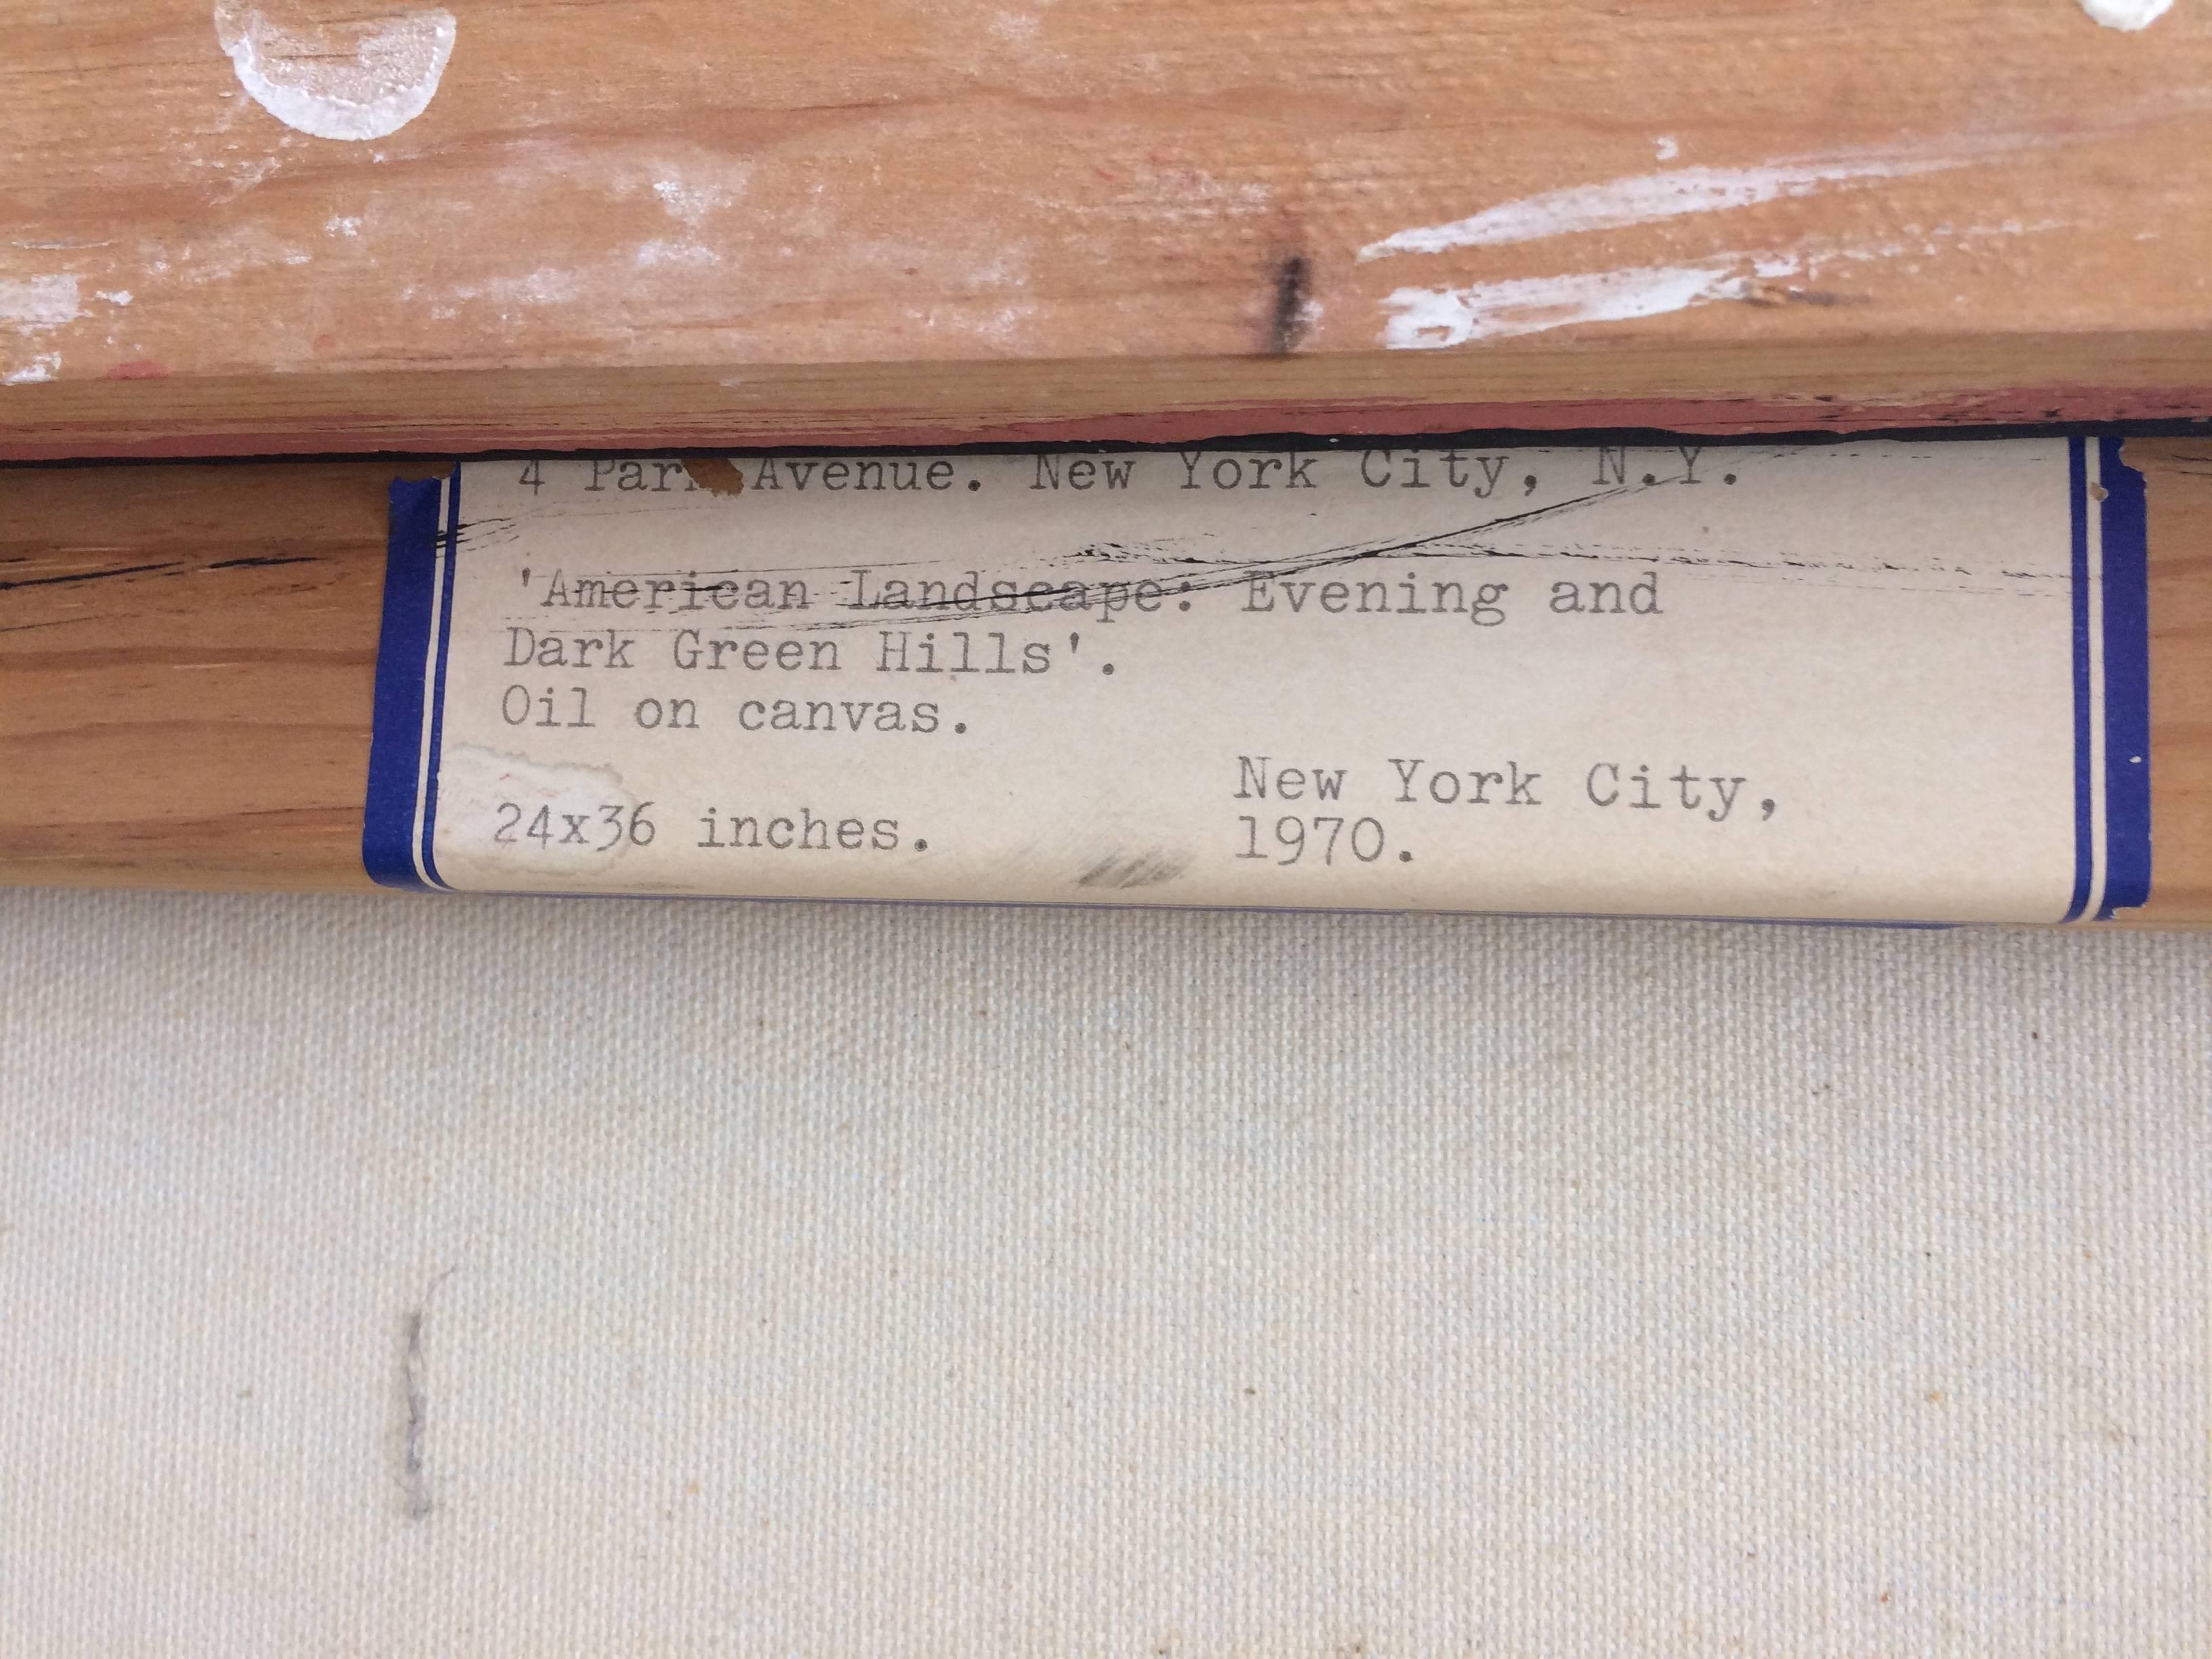 4 Park Avenue. New York City, N.Y.
'American Landscape: Evening and
Dark Green Hills'.
Oil on canvas.
24x36 inches.
New York City,
1970.